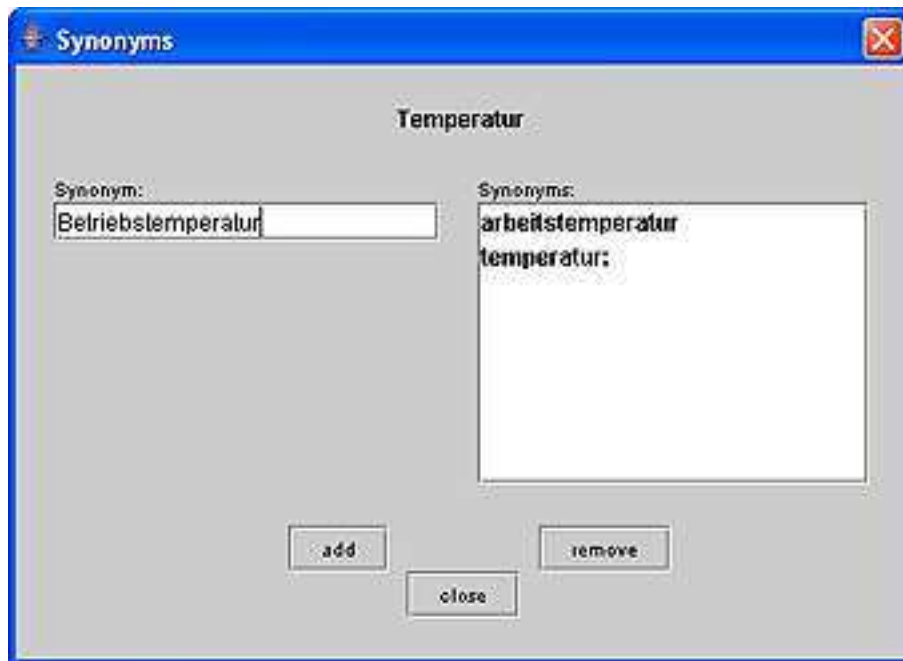 Synonyms
Temperatur
Synonym:
Betriebstemperatur
Synonyms:
arbeitstemperatur
temperatur:
add
remove
close